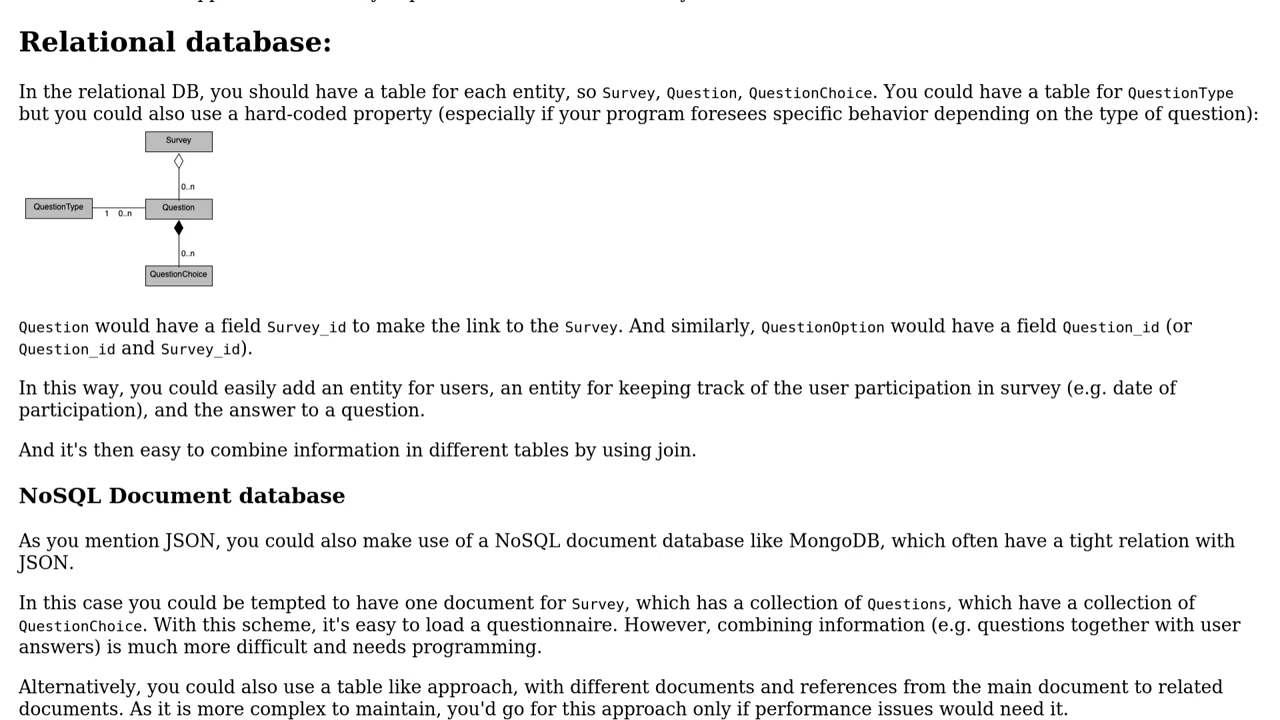 Relational database:
In the relational DB, you should have a table for each entity, so Survey, Question, QuestionChoice. You could have a table for QuestionType
but you could also use a hard-coded property (especially if your program foresees specific behavior depending on the type of question):
Survey
0..n
QuestionType
1 0..n
Question
0..n
QuestionChoice
Question would have a field Survey_id to make the link to the Survey. And similarly, QuestionOption would have a field Question_id (or
Question_id and Survey_id).
In this way, you could easily add an entity for users, an entity for keeping track of the user participation in survey (e.g. date of
participation), and the answer to a question.
And it's then easy to combine information in different tables by using join.
NoSQL Document database
As you mention JSON, you could also make use of a NoSQL document database like MongoDB, which often have a tight relation with
JSON.
In this case you could be tempted to have one document for Survey, which has a collection of Questions, which have a collection of
QuestionChoice. With this scheme, it's easy to load a questionnaire. However, combining information (e.g. questions together with user
answers) is much more difficult and needs programming.
Alternatively, you could also use a table like approach, with different documents and references from the main document to related
documents. As it is more complex to maintain, you'd go for this approach only if performance issues would need it.